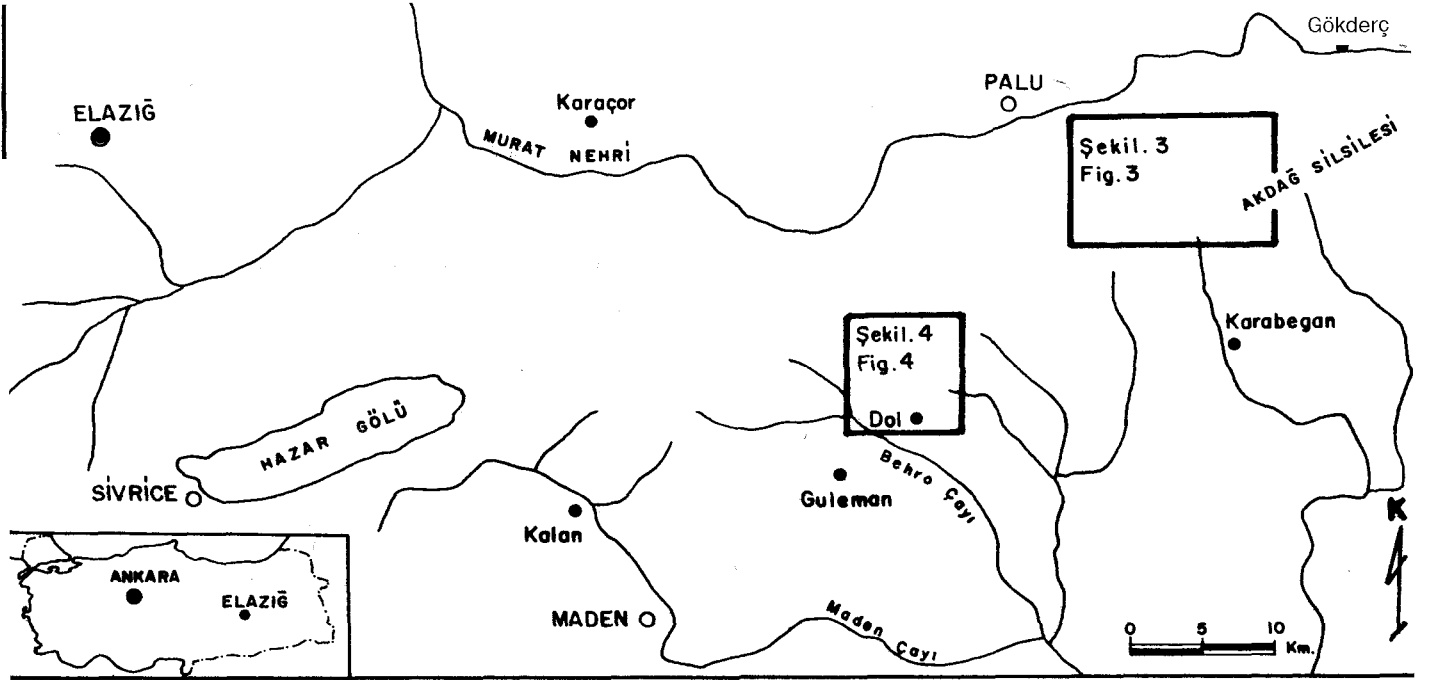 Gökderç
PALU
ELAZIĞ
Karaçor
MURAT NEHRİ
Şekil. 3
Fig. 3
AKDAĞ SİLSİLESİ
Karabegan
Şekil. 4
Fig. 4
Dol
HAZAR GÖLÜ
SİVRİCE
Behro Çayı
Guleman
Kalan
K
ANKARA
ELAZIĞ
MADEN
Maden Çayı
0 5 10
Km.